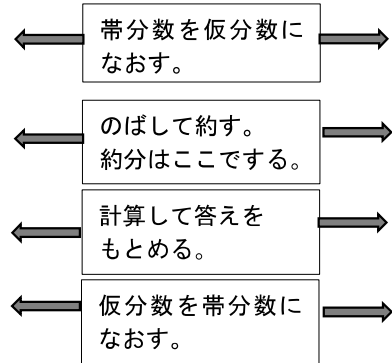 帯分数を仮分数に
なおす。
のばして約す。
約分はここでする。
計算して答えを
もとめる。
仮分数を帯分数に
なおす。